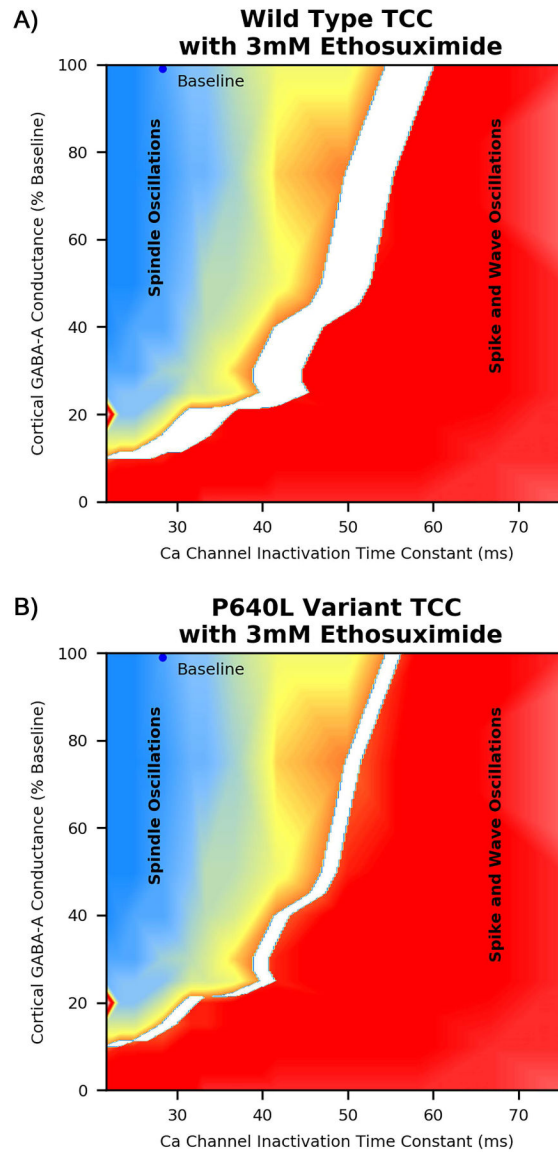 A)
Wild Type TCC
with 3mM Ethosuximide
100
80
60
40
20
0
Cortical GABA-A Conductance (% Baseline)
Baseline
Spindle Oscillations
Spike and Wave Oscillations
30 40 50 60 70
Ca Channel Inactivation Time Constant (ms)
B)
P640L Variant TCC
with 3mM Ethosuximide
100
80
60
40
20
0
Cortical GABA-A Conductance (% Baseline)
Baseline
Spindle Oscillations
Spike and Wave Oscillations
30 40 50 60 70
Ca Channel Inactivation Time Constant (ms)